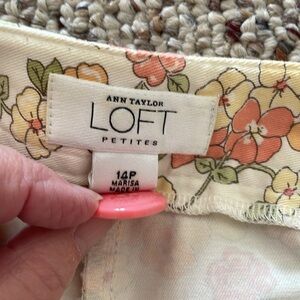 ANN TAYLOR
LOFT
PETITES
14P
MARISA
MADE IN